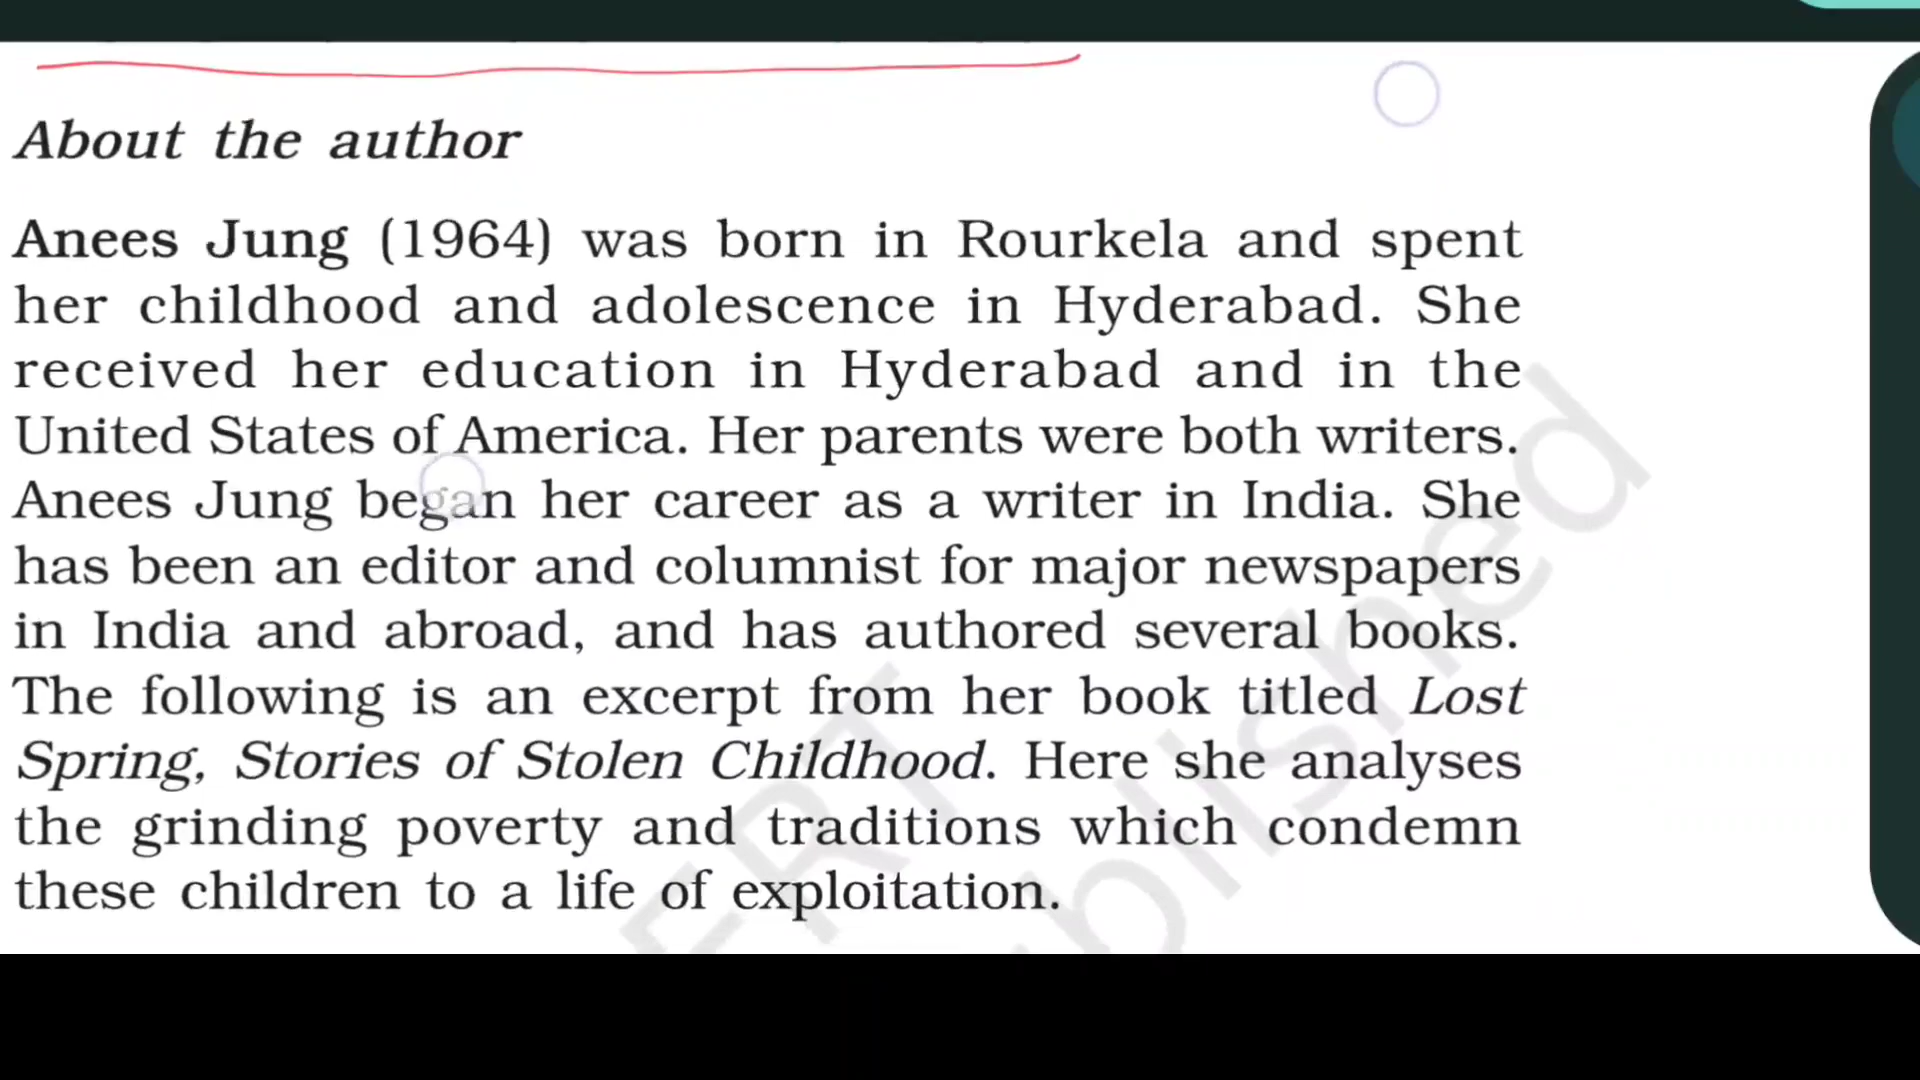 About the author
Anees Jung (1964) was born in Rourkela and spent
her childhood and adolescence in Hyderabad. She
received her education in Hyderabad and in the
United States of America. Her parents were both writers.
Anees Jung began her career as a writer in India. She
has been an editor and columnist for major newspapers
in India and abroad, and has authored several books.
The following is an excerpt from her book titled Lost
Spring, Stories of Stolen Childhood. Here she analyses
the grinding poverty and traditions which condemn
these children to a life of exploitation.